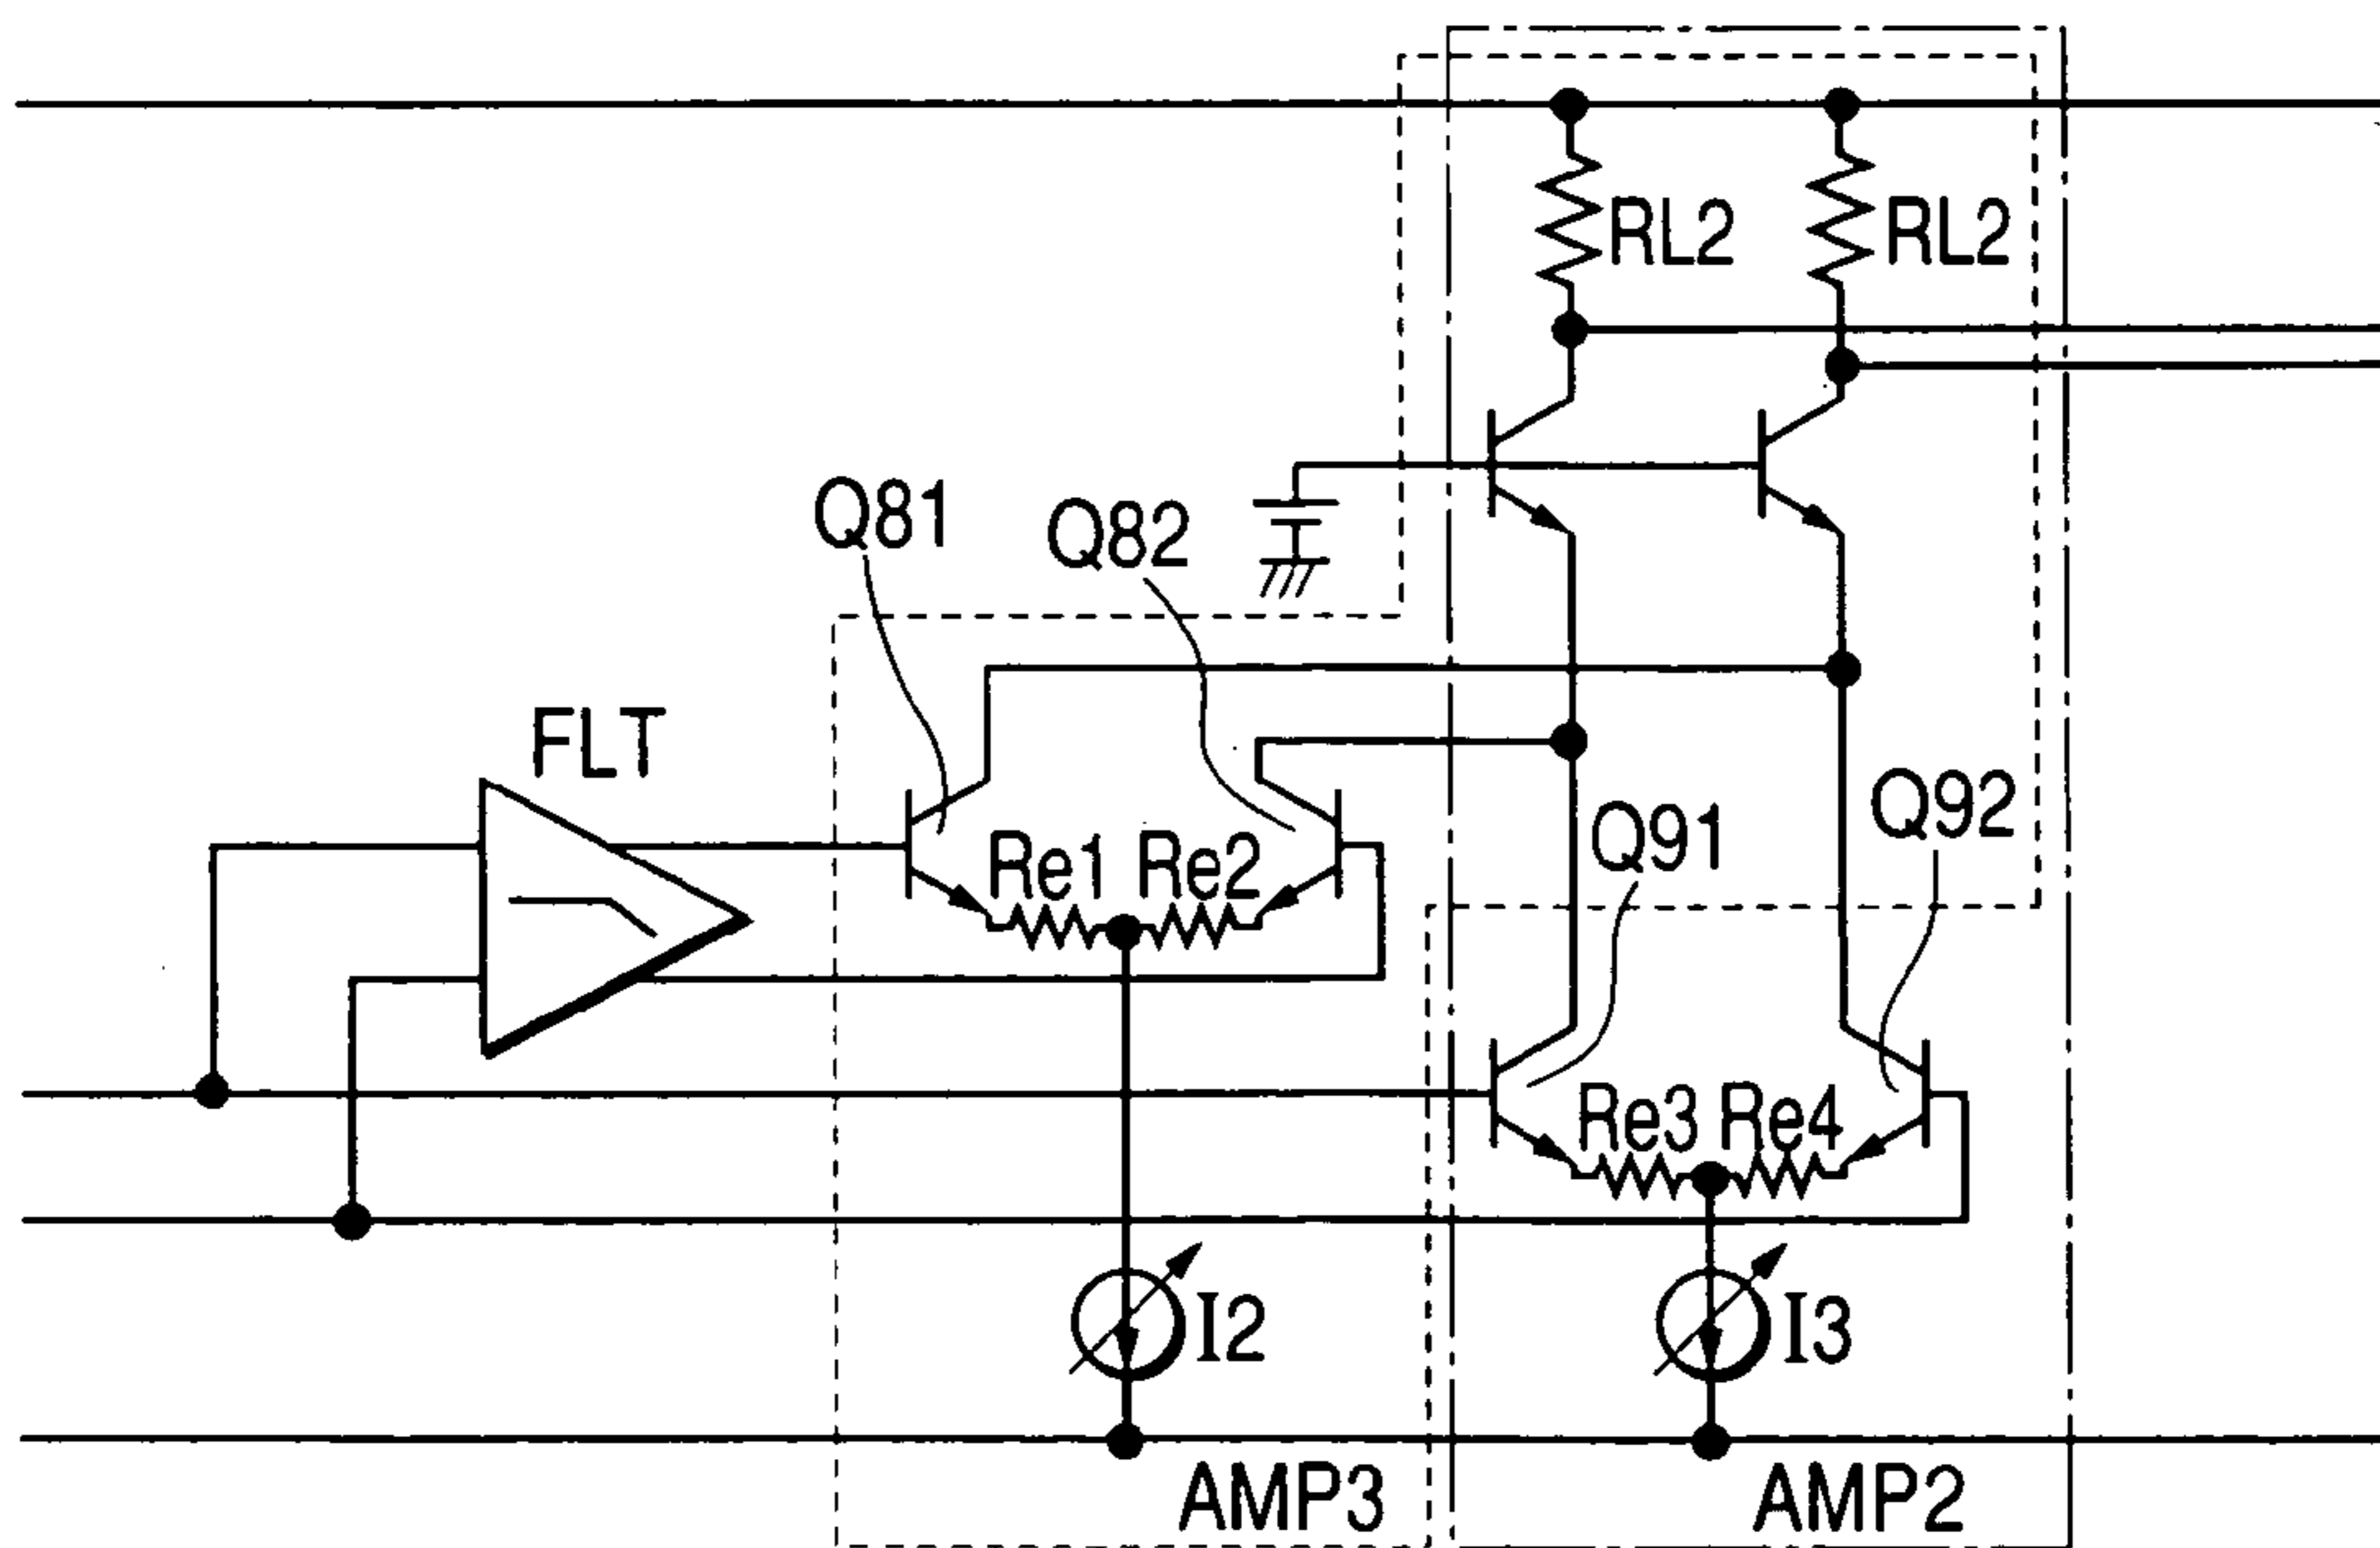 RL2 RL2
Q81
Q82
FLT
Q91
Q92
Re1 Re2
Re3 Re4
I2
I3
AMP3
AMP2